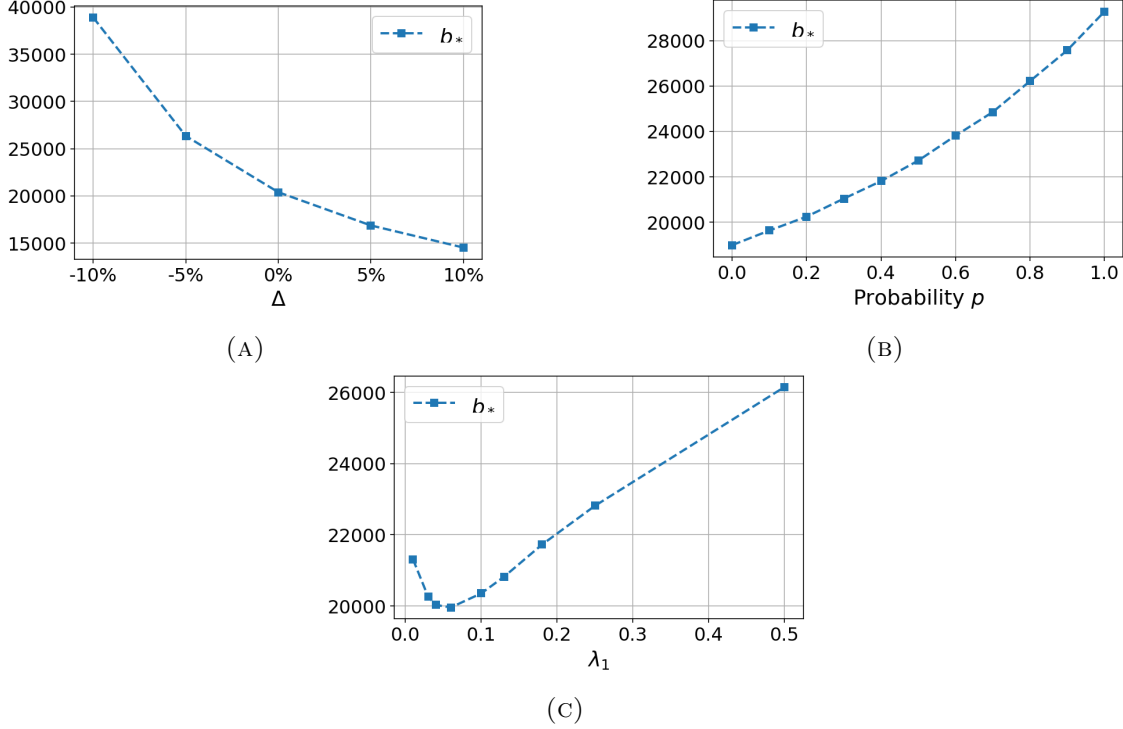 40000
35000
30000
25000
20000
15000
b*
-10% -5% 0% 5% 10%
Δ
(A)
28000
26000
24000
22000
20000
b*
0.0 0.2 0.4 0.6 0.8 1.0
Probability p
(B)
26000
24000
22000
20000
b*
0.0 0.1 0.2 0.3 0.4 0.5
λ₁
(C)